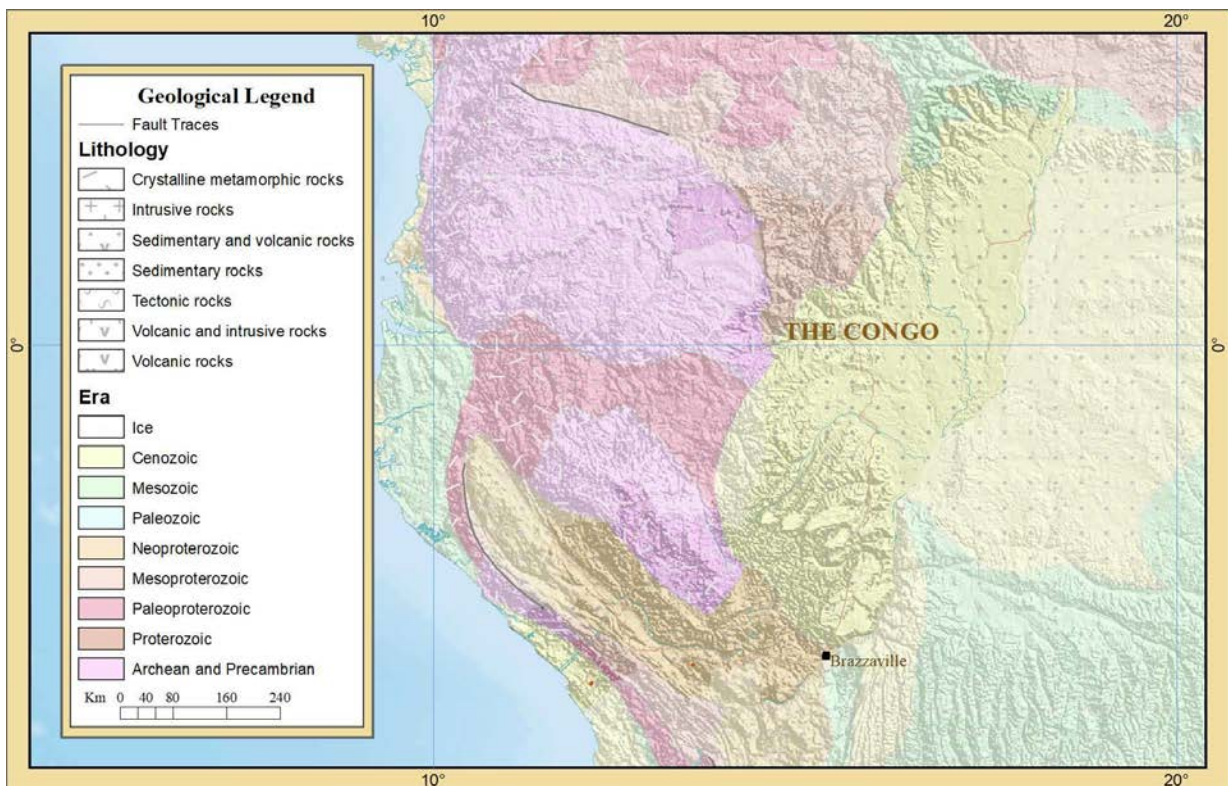 10°
20°
Geological Legend
Fault Traces
Lithology
Crystalline metamorphic rocks
Intrusive rocks
Sedimentary and volcanic rocks
Sedimentary rocks
Tectonic rocks
Volcanic and intrusive rocks
Volcanic rocks
Era
Ice
Cenozoic
Mesozoic
Paleozoic
Neoproterozoic
Mesoproterozoic
Paleoproterozoic
Proterozoic
Archean and Precambrian
Km 0 40 80 160 240
0°
THE CONGO
0°
Brazzaville
10°
20°